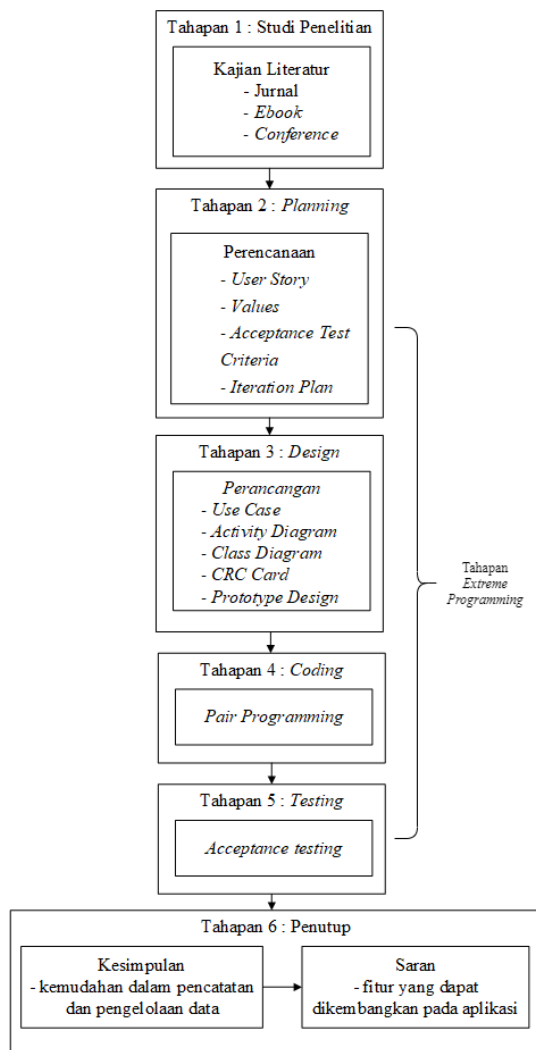 Tahapan 1 : Studi Penelitian
Kajian Literatur
- Jurnal
- Ebook
- Conference
Tahapan 2 : Planning
Perencanaan
- User Story
- Values
- Acceptance Test
Criteria
- Iteration Plan
Tahapan 3 : Design
Perancangan
- Use Case
- Activity Diagram
- Class Diagram
- CRC Card
- Prototype Design
Tahapan
Extreme
Programming
Tahapan 4 : Coding
Pair Programming
Tahapan 5 : Testing
Acceptance testing
Tahapan 6 : Penutup
Kesimpulan
- kemudahan dalam pencatatan
dan pengelolaan data
Saran
- fitur yang dapat
dikembangkan pada aplikasi